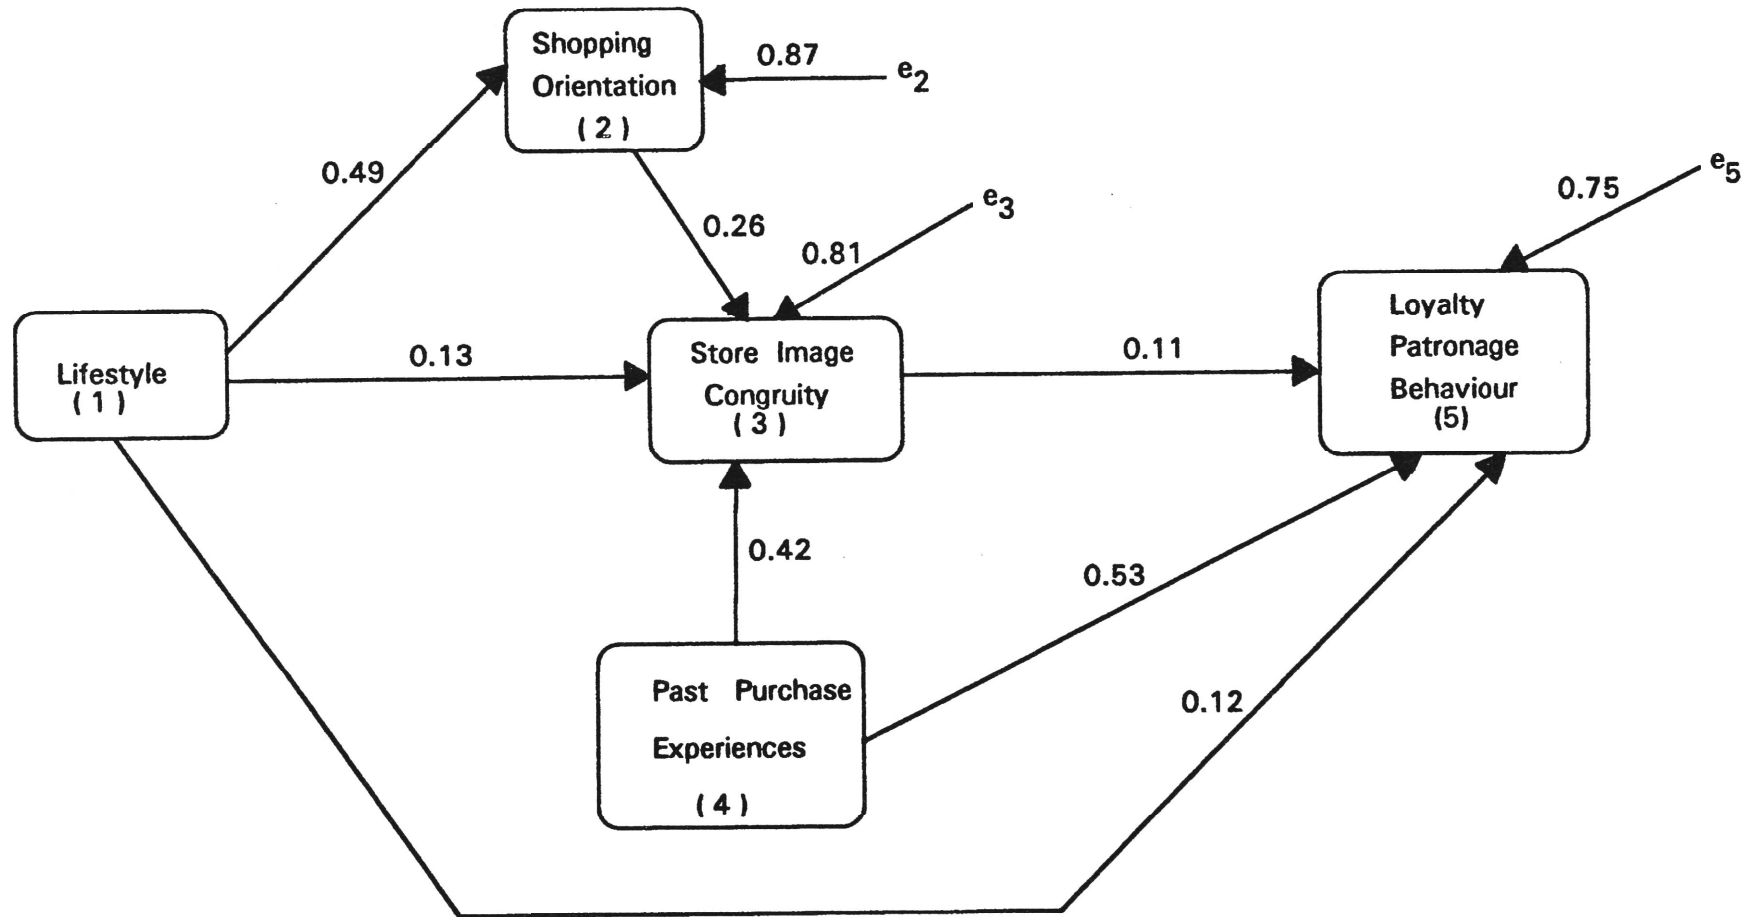 Shopping
Orientation
( 2 )
0.87
e2
0.49
0.26
e3
0.81
0.75
e5
Lifestyle
( 1 )
0.13
Store Image
Congruity
( 3 )
0.11
Loyalty
Patronage
Behaviour
(5)
0.42
0.53
0.12
Past Purchase
Experiences
( 4 )